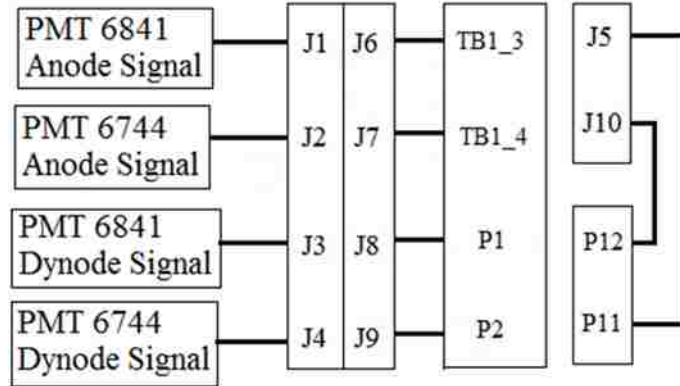 PMT 6841
Anode Signal
PMT 6744
Anode Signal
PMT 6841
Dynode Signal
PMT 6744
Dynode Signal
J1
J2
J3
J4
J6
J7
J8
J9
TB1_3
TB1_4
P1
P2
J5
J10
P12
P11